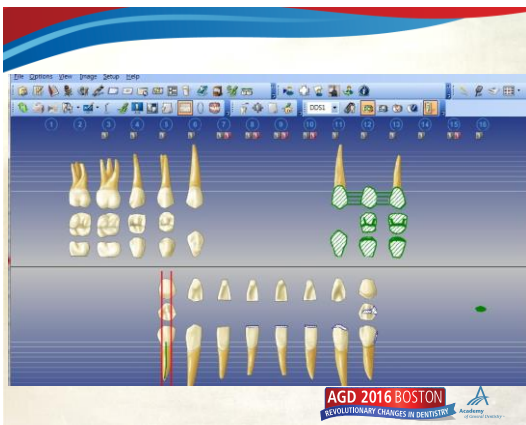 File Options View Image Setup Help
DDS1
1 2 3 4 5 6 7 8 9 10 11 12 13 14 15 16
AGD 2016 BOSTON
REVOLUTIONARY CHANGES IN DENTISTRY
Academy
of General Dentistry